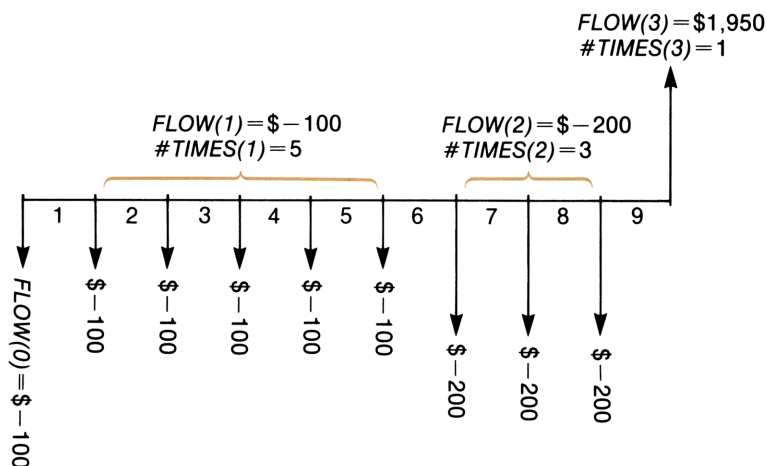 FLOW(3)=$1,950
#TIMES(3)=1
FLOW(1)=$−100
#TIMES(1)=5
FLOW(2)=$−200
#TIMES(2)=3
1 2 3 4 5 6 7 8 9
FLOW(0)=$−100
$−100
$−100
$−100
$−100
$−100
$−200
$−200
$−200